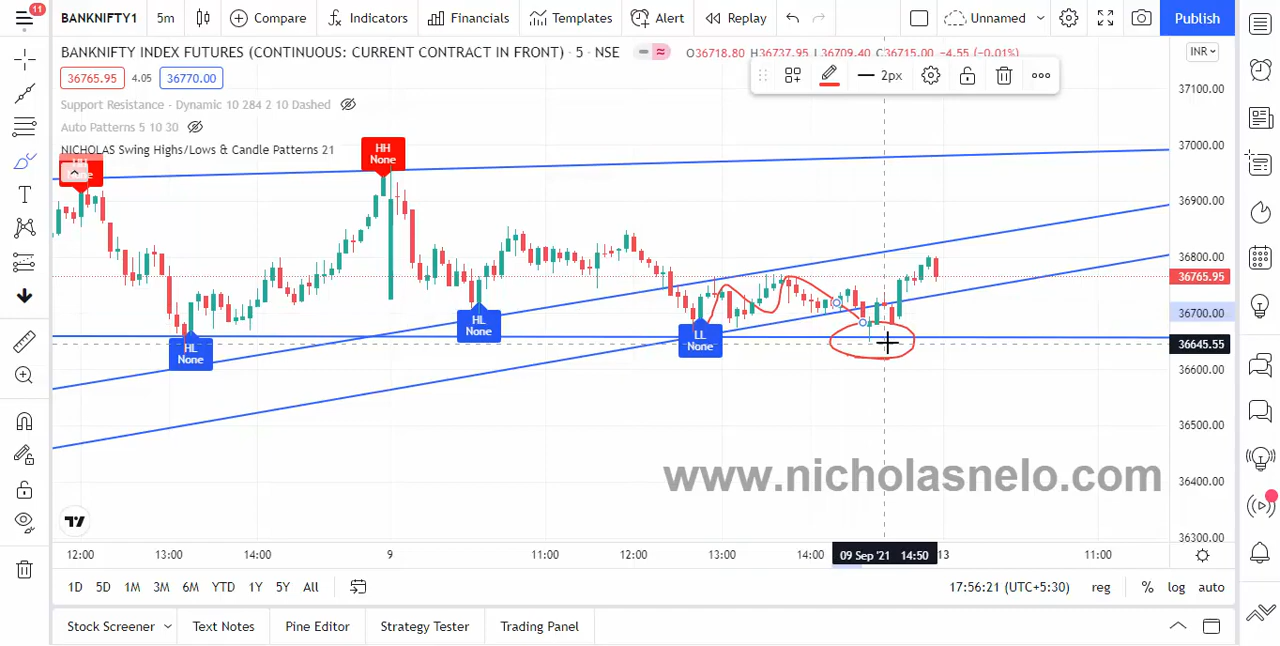 11
BANKNIFTY1 5m Compare Indicators Financials Templates Alert Replay Unnamed Publish
BANKNIFTY INDEX FUTURES (CONTINUOUS: CURRENT CONTRACT IN FRONT) · 5 · NSE O36718.80 H36737.95 L36709.40 C36715.00 −4.55 (−0.01%)
INR
36765.95 4.05 36770.00
2px
Support Resistance - Dynamic 10 284 2 10 Dashed
Auto Patterns 5 10 30
NICHOLAS Swing Highs/Lows & Candle Patterns 21
37100.00
37000.00
36900.00
36800.00
36765.95
36700.00
36645.55
36600.00
36500.00
36400.00
36300.00
HH
None
HL
None
HL
None
LL
None
www.nicholasnelo.com
12:00 13:00 14:00 9 11:00 12:00 13:00 14:00 09 Sep '21 14:50 13 11:00
1D 5D 1M 3M 6M YTD 1Y 5Y All 17:56:21 (UTC+5:30) reg % log auto
Stock Screener Text Notes Pine Editor Strategy Tester Trading Panel